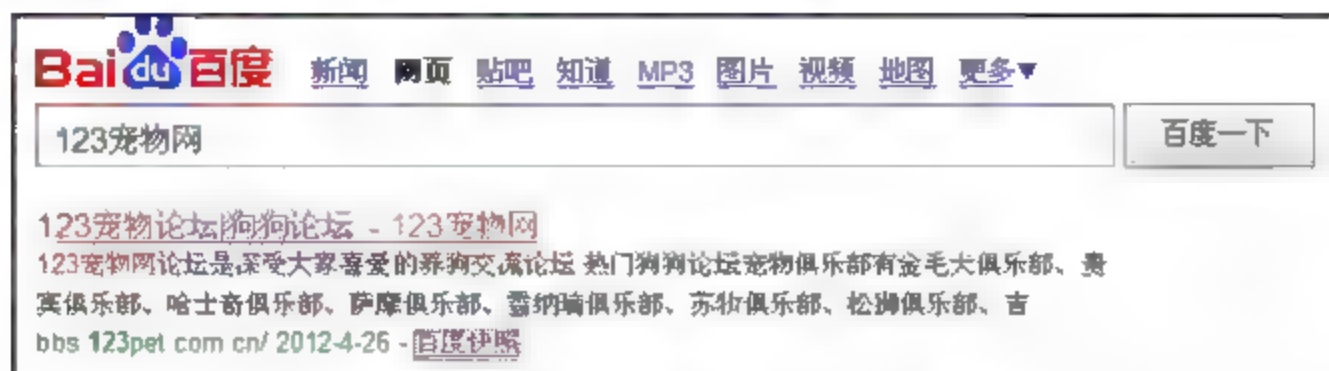 Baidu百度 新闻 网页 贴吧 知道 MP3 图片 视频 地图 更多▼
123宠物网 百度一下
123宠物论坛|狗狗论坛 - 123宠物网
123宠物网论坛是深受大家喜爱的养狗交流论坛 热门狗狗论坛宠物俱乐部有金毛犬俱乐部、贵
宾俱乐部、哈士奇俱乐部、萨摩俱乐部、雪纳瑞俱乐部、苏牧俱乐部、松狮俱乐部、吉
bbs 123pet com cn/ 2012-4-26 - 百度快照